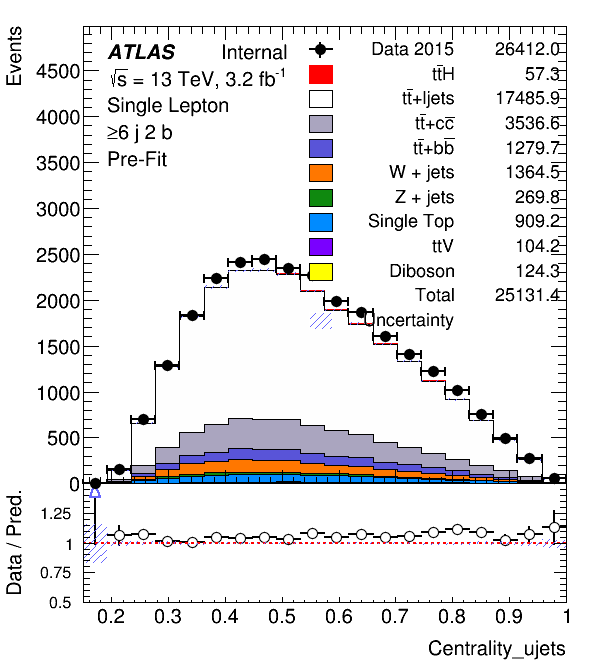 Events
4500
4000
3500
3000
2500
2000
1500
1000
500
0
ATLAS Internal
√s = 13 TeV, 3.2 fb⁻¹
Single Lepton
≥6 j 2 b
Pre-Fit
Data 2015 26412.0
tt̄H 57.3
tt̄+ljets 17485.9
tt̄+cc̄ 3536.6
tt̄+bb̄ 1279.7
W + jets 1364.5
Z + jets 269.8
Single Top 909.2
ttV 104.2
Diboson 124.3
Total 25131.4
Uncertainty
Data / Pred.
1.25
1
0.75
0.5
0.2 0.3 0.4 0.5 0.6 0.7 0.8 0.9 1
Centrality_ujets